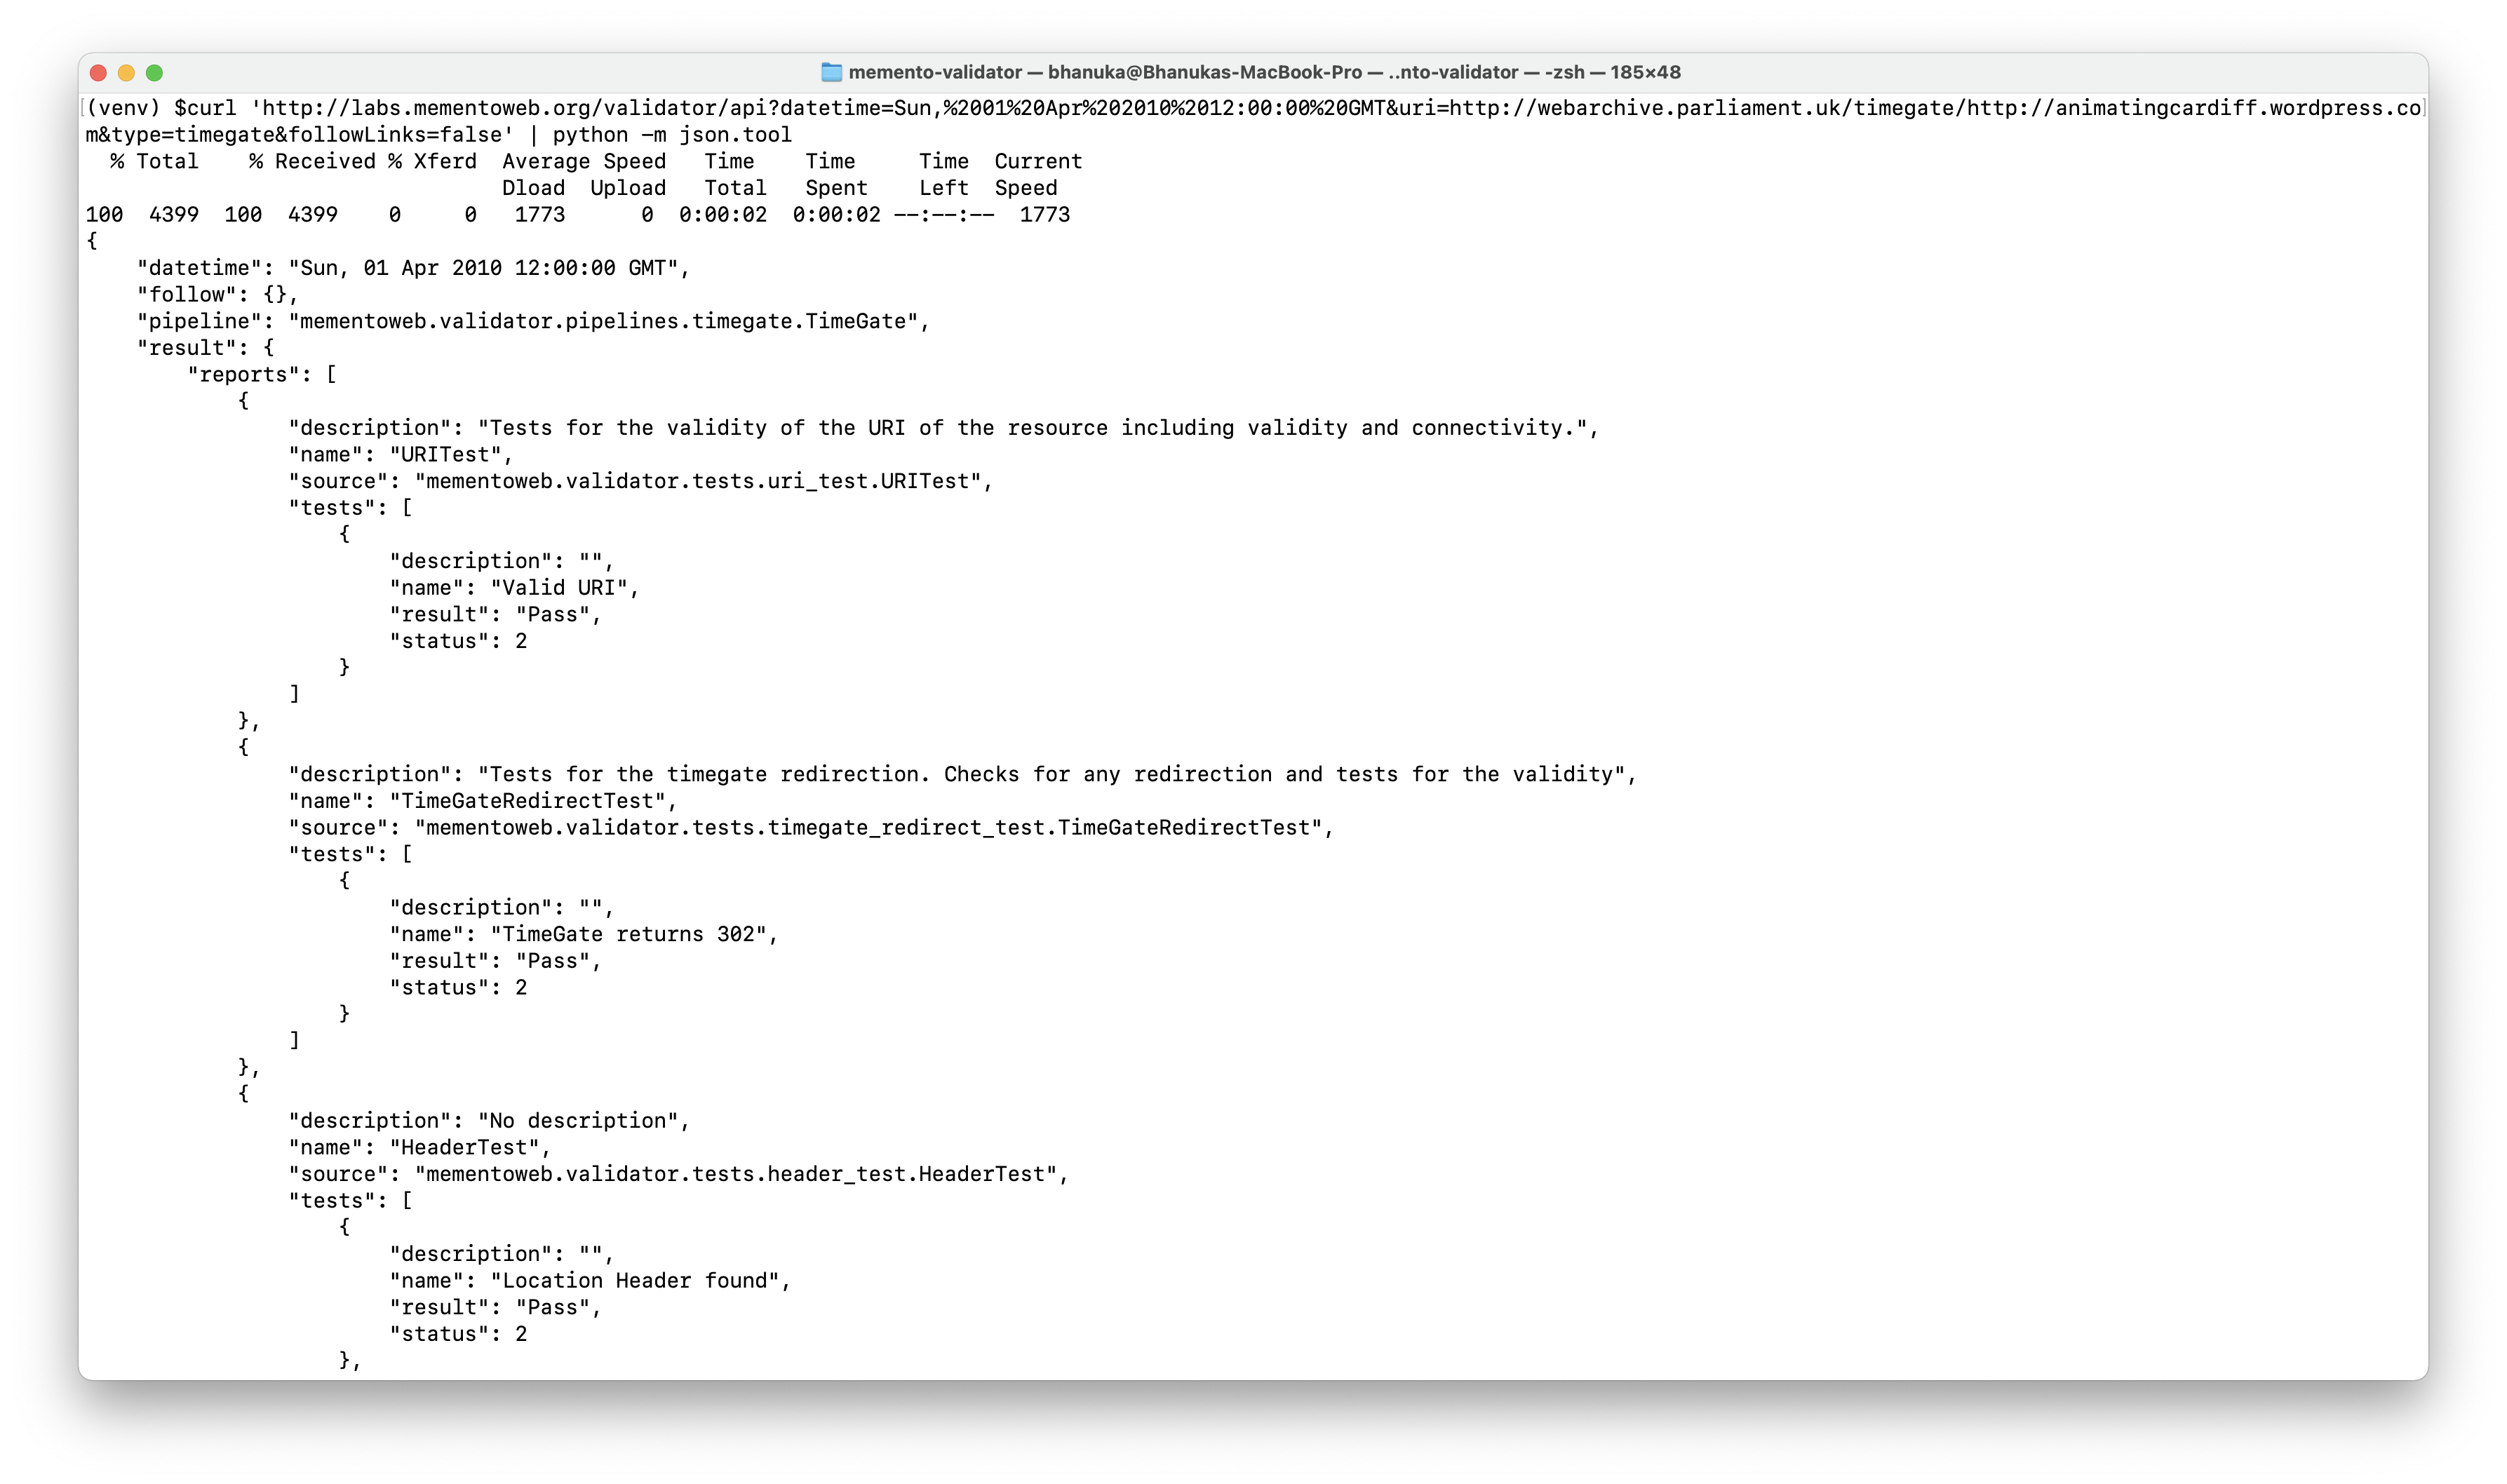 memento-validator — bhanuka@Bhanukas-MacBook-Pro — ..nto-validator — -zsh — 185×48
(venv) $curl 'http://labs.mementoweb.org/validator/api?datetime=Sun,%2001%20Apr%202010%2012:00:00%20GMT&uri=http://webarchive.parliament.uk/timegate/http://animatingcardiff.wordpress.co
m&type=timegate&followLinks=false' | python -m json.tool
  % Total    % Received % Xferd  Average Speed   Time    Time     Time  Current
                                 Dload  Upload   Total   Spent    Left  Speed
100  4399  100  4399    0     0   1773      0  0:00:02  0:00:02 --:--:--  1773
{
    "datetime": "Sun, 01 Apr 2010 12:00:00 GMT",
    "follow": {},
    "pipeline": "mementoweb.validator.pipelines.timegate.TimeGate",
    "result": {
        "reports": [
            {
                "description": "Tests for the validity of the URI of the resource including validity and connectivity.",
                "name": "URITest",
                "source": "mementoweb.validator.tests.uri_test.URITest",
                "tests": [
                    {
                        "description": "",
                        "name": "Valid URI",
                        "result": "Pass",
                        "status": 2
                    }
                ]
            },
            {
                "description": "Tests for the timegate redirection. Checks for any redirection and tests for the validity",
                "name": "TimeGateRedirectTest",
                "source": "mementoweb.validator.tests.timegate_redirect_test.TimeGateRedirectTest",
                "tests": [
                    {
                        "description": "",
                        "name": "TimeGate returns 302",
                        "result": "Pass",
                        "status": 2
                    }
                ]
            },
            {
                "description": "No description",
                "name": "HeaderTest",
                "source": "mementoweb.validator.tests.header_test.HeaderTest",
                "tests": [
                    {
                        "description": "",
                        "name": "Location Header found",
                        "result": "Pass",
                        "status": 2
                    },